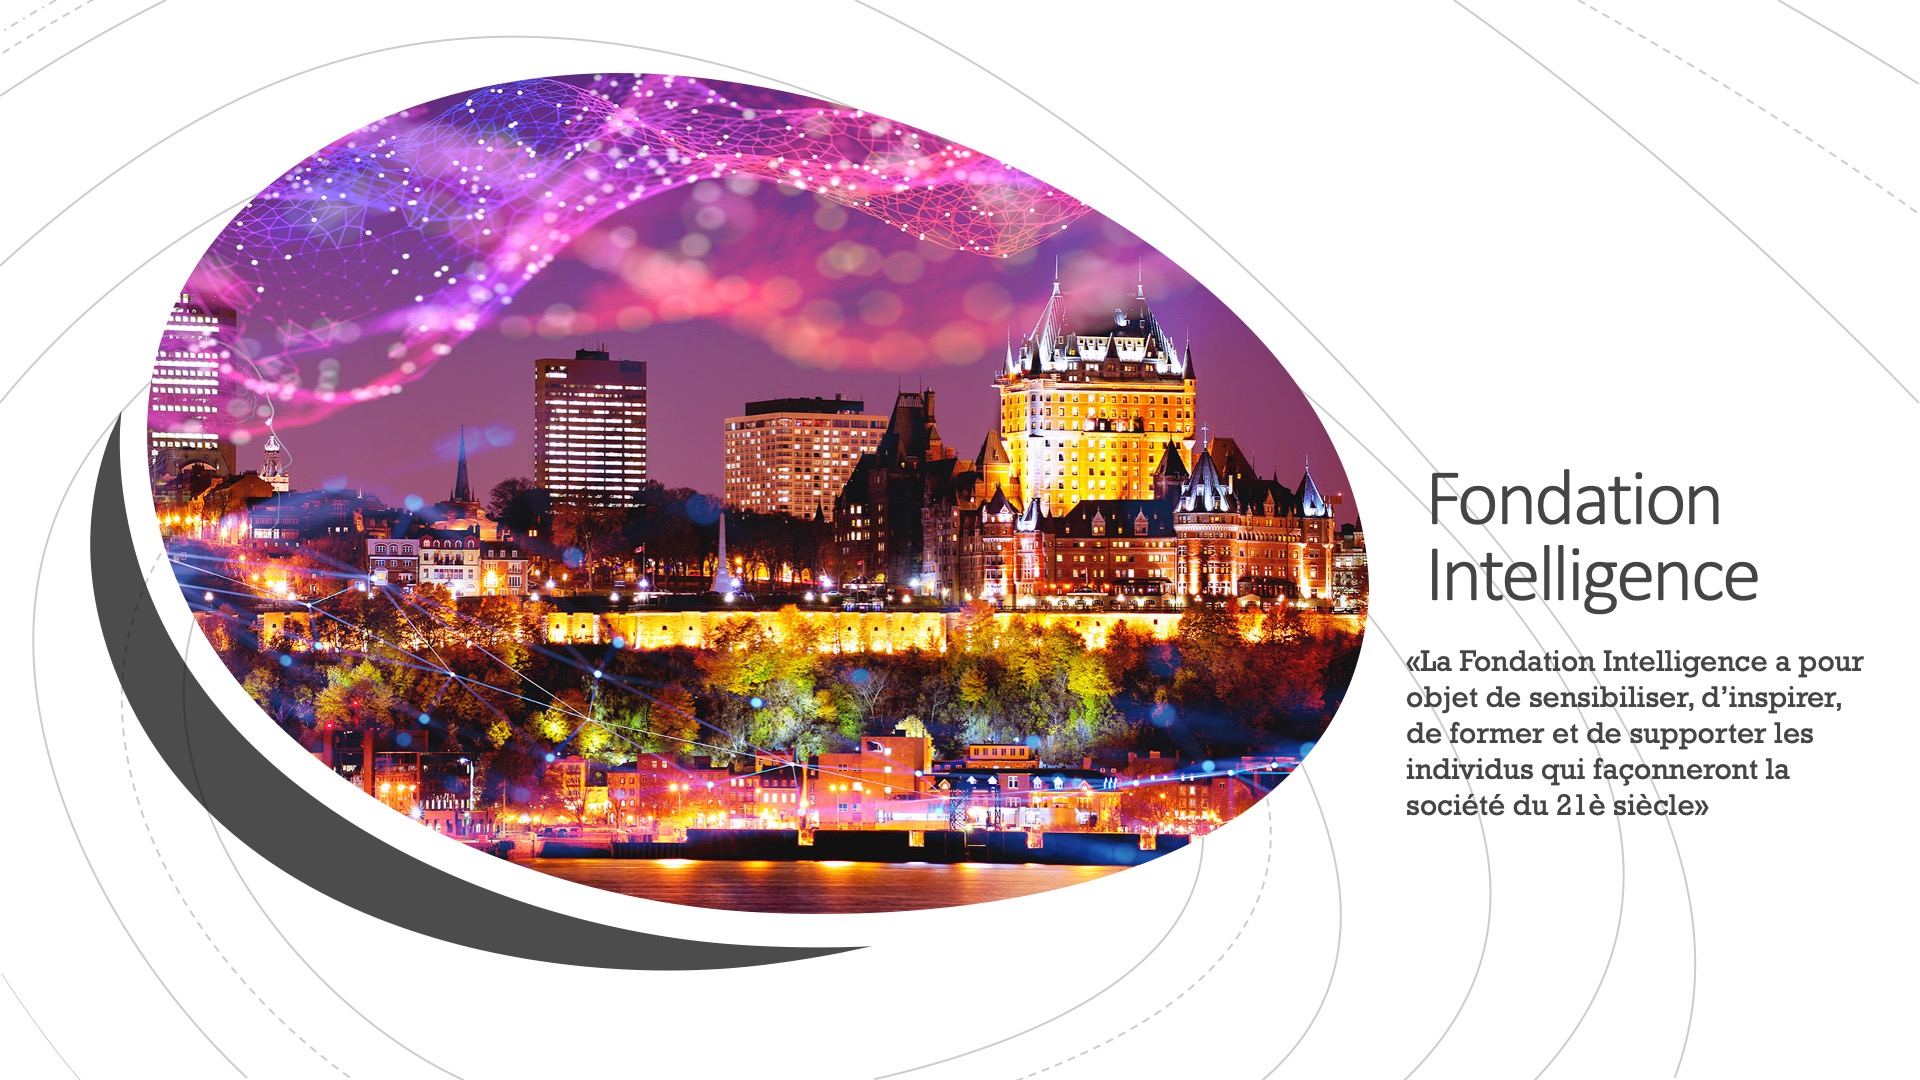 Fondation
Intelligence
«La Fondation Intelligence a pour
objet de sensibiliser, d’inspirer,
de former et de supporter les
individus qui façonneront la
société du 21è siècle»